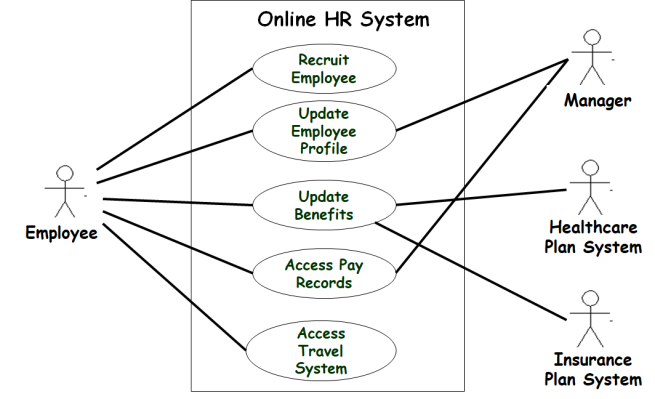 Online HR System
Recruit
Employee
Update
Employee
Profile
Update
Benefits
Access Pay
Records
Access
Travel
System
Employee
Manager
Healthcare
Plan System
Insurance
Plan System